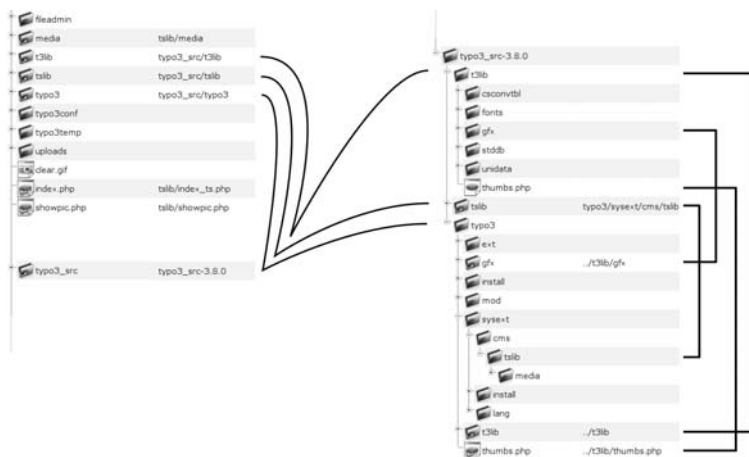 fileadmin
media tslib/media
t3lib typo3_src/t3lib
tslib typo3_src/tslib
typo3 typo3_src/typo3
typo3conf
typo3temp
uploads
clear.gif
index.php tslib/index_ts.php
showpic.php tslib/showpic.php
typo3_src typo3_src-3.8.0
typo3_src-3.8.0
t3lib
csconvtbl
fonts
gfx
stddb
unidata
thumbs.php
tslib typo3/sysext/cms/tslib
typo3
ext
gfx ../t3lib/gfx
install
mod
sysext
cms
tslib
media
install
lang
t3lib ../t3lib
thumbs.php ../t3lib/thumbs.php